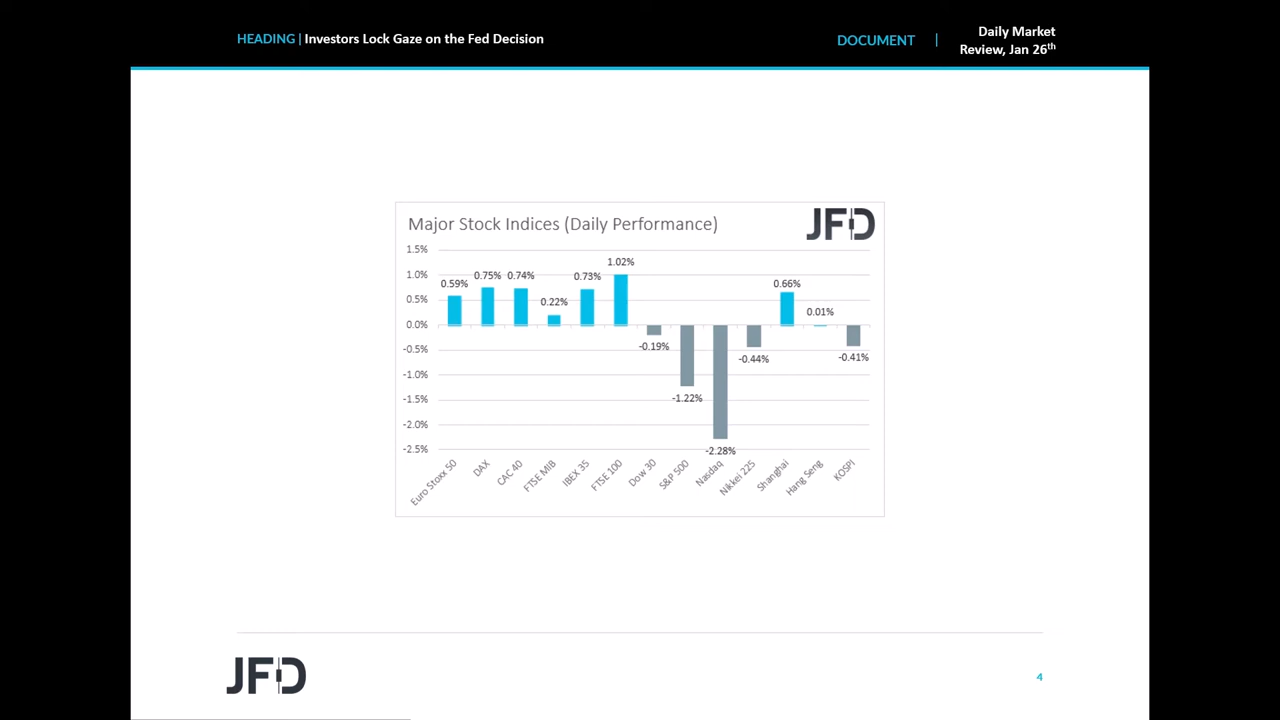 HEADING | Investors Lock Gaze on the Fed Decision
DOCUMENT | Daily Market
Review, Jan 26th
Major Stock Indices (Daily Performance)
JFD
1.5%
1.0%
0.5%
0.0%
-0.5%
-1.0%
-1.5%
-2.0%
-2.5%
0.59%
0.75%
0.74%
0.22%
0.73%
1.02%
-0.19%
-1.22%
-2.28%
-0.44%
0.66%
0.01%
-0.41%
Euro Stoxx 50
DAX
CAC 40
FTSE MIB
IBEX 35
FTSE 100
Dow 30
S&P 500
Nasdaq
Nikkei 225
Shanghai
Hang Seng
KOSPI
JFD
4